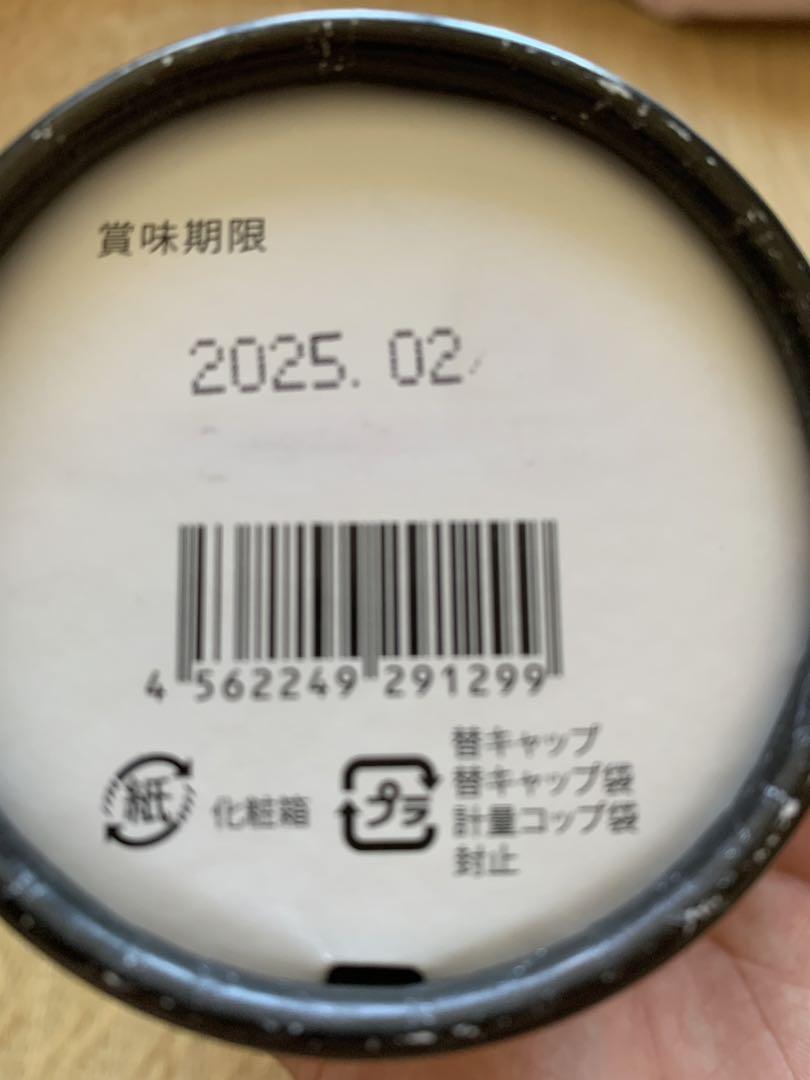 賞味期限
2025. 02
4 562249 291299
紙
化粧箱
プラ
替キャップ
替キャップ袋
計量コップ袋
封止